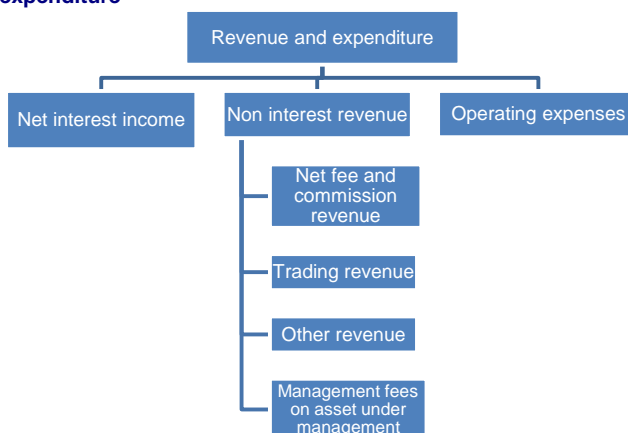 expenditure
Revenue and expenditure
Net interest income
Non interest revenue
Operating expenses
Net fee and
commission
revenue
Trading revenue
Other revenue
Management fees
on asset under
management